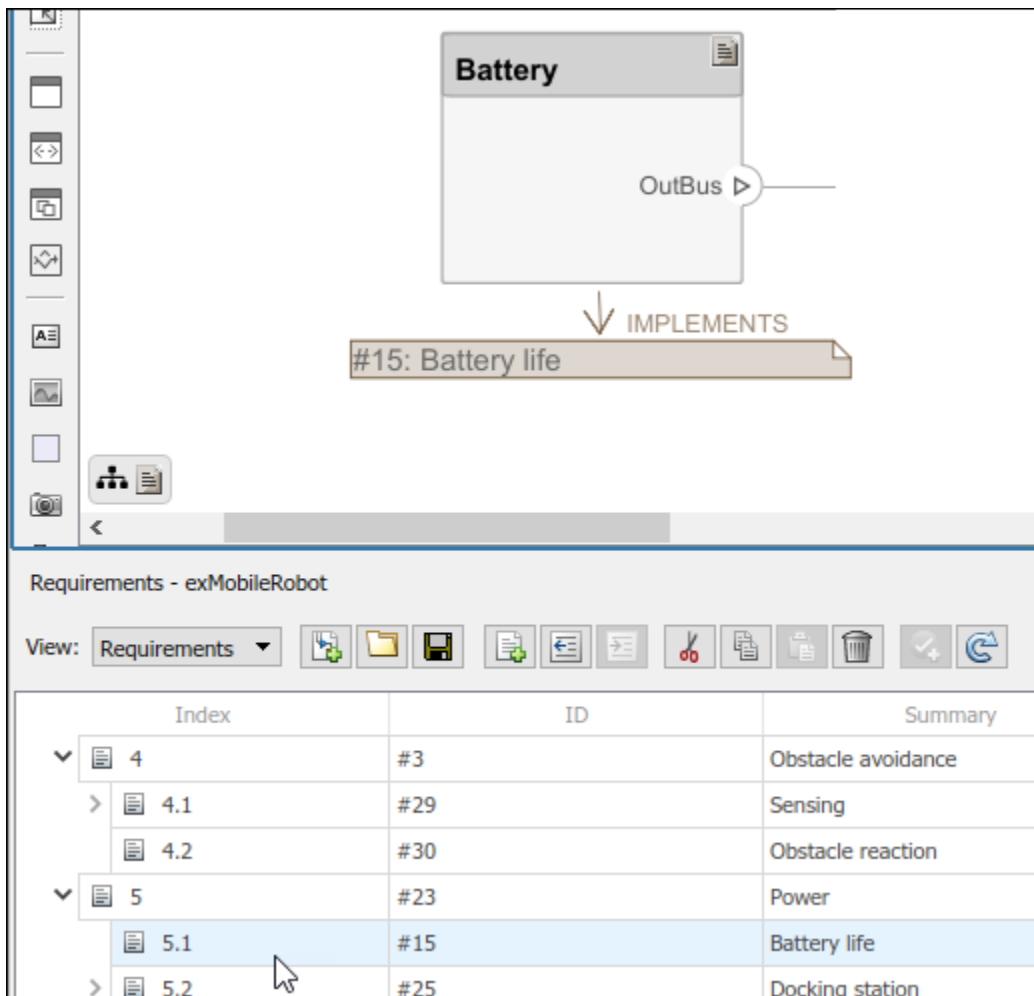 Battery
OutBus
IMPLEMENTS
#15: Battery life
Requirements - exMobileRobot
View: Requirements
Index ID Summary
4 #3 Obstacle avoidance
4.1 #29 Sensing
4.2 #30 Obstacle reaction
5 #23 Power
5.1 #15 Battery life
5.2 #25 Docking station